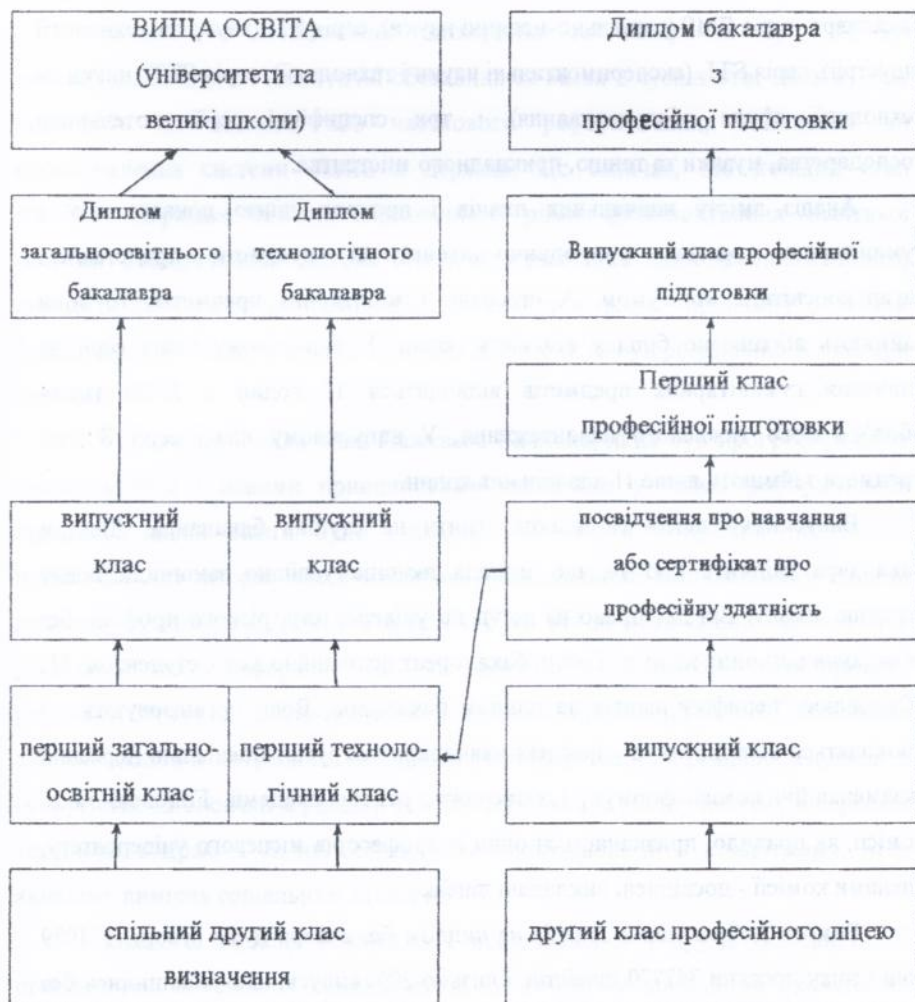 ВИЩА ОСВІТА
(університети та
великі школи)
Диплом бакалавра
з
професійної підготовки
Диплом
загальноосвітнього
бакалавра
Диплом
технологічного
бакалавра
Випускний клас професійної
підготовки
Перший клас
професійної підготовки
випускний
клас
випускний
клас
посвідчення про навчання
або сертифікат про
професійну здатність
перший загально-
освітній клас
перший техноло-
гічний клас
випускний клас
спільний другий клас
визначення
другий клас професійного ліцею